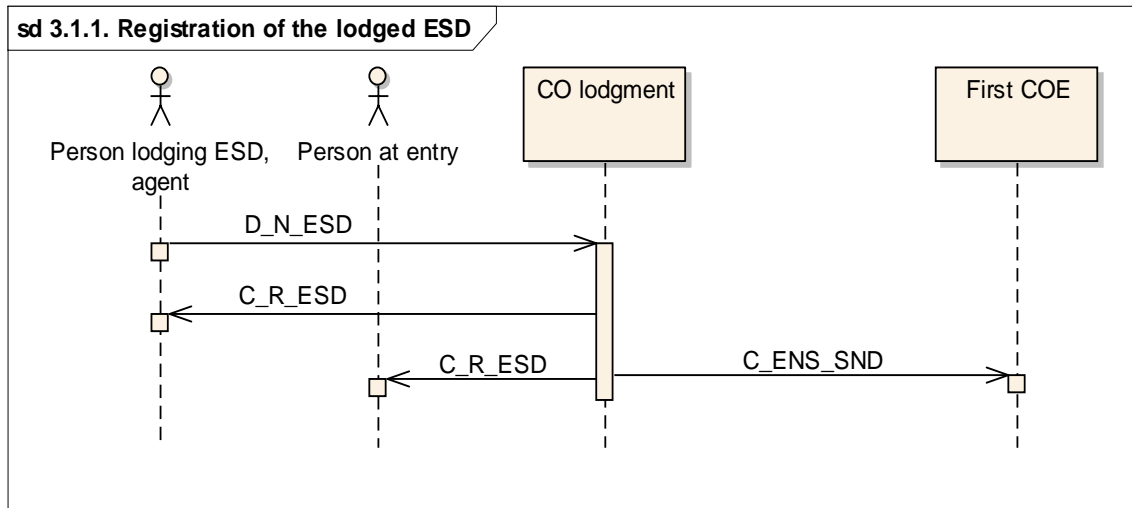 sd 3.1.1. Registration of the lodged ESD
Person lodging ESD,
agent
Person at entry
CO lodgment
First COE
D_N_ESD
C_R_ESD
C_R_ESD
C_ENS_SND